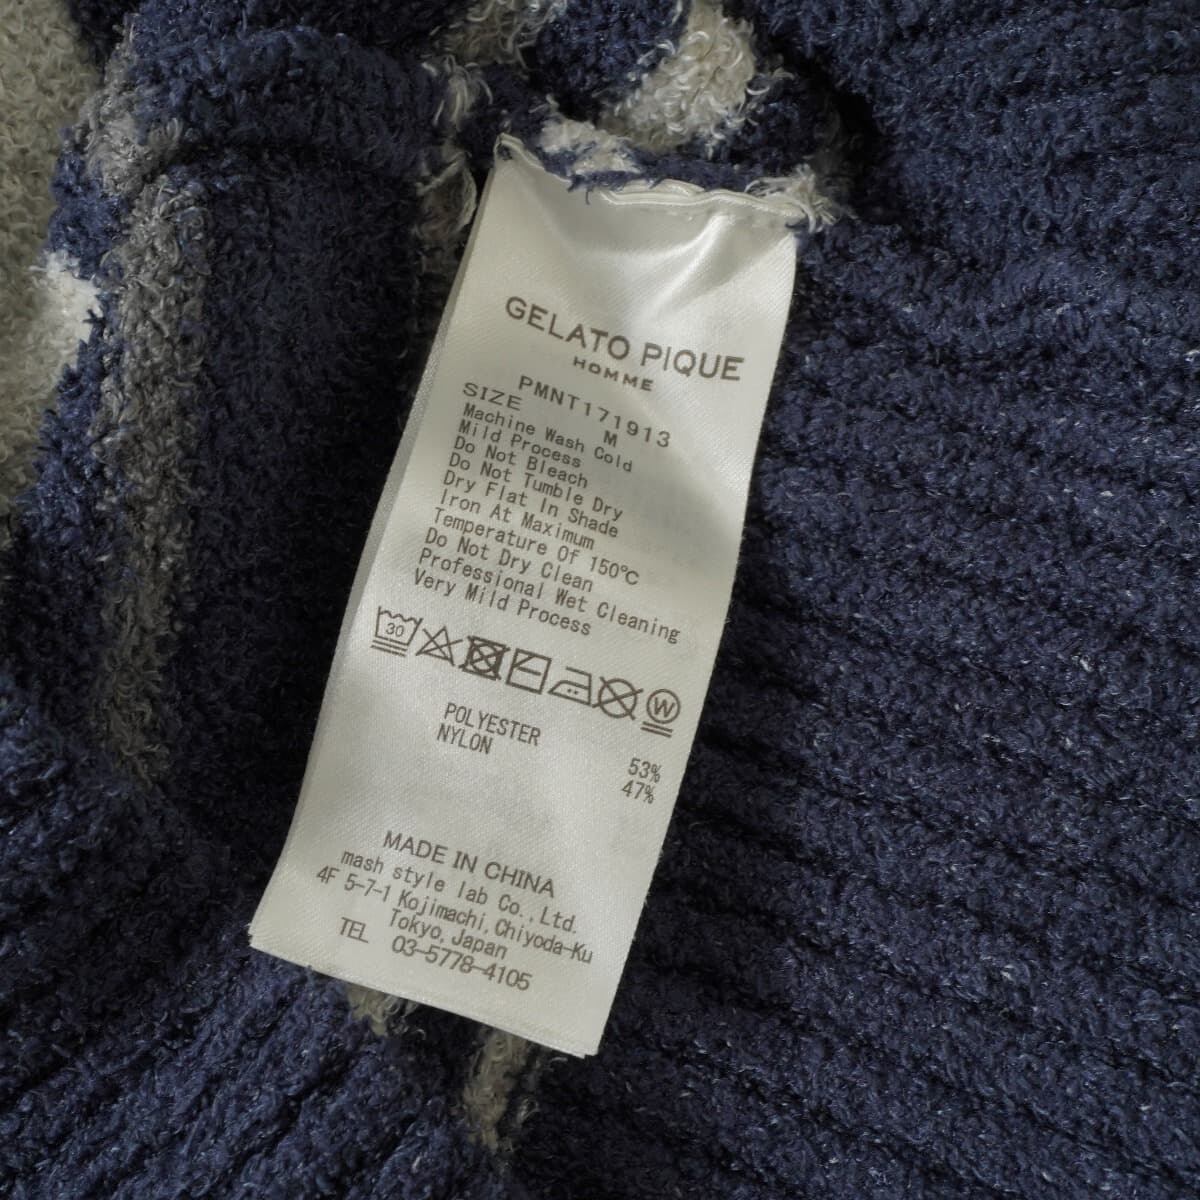 GELATO PIQUE
HOMME
PMNT171913
SIZE M
Machine Wash Cold
Mild Process
Do Not Bleach
Do Not Tumble Dry
Dry Flat In Shade
Iron At Maximum
Temperature Of 150℃
Do Not Dry Clean
Professional Wet Cleaning
Very Mild Process
30 W
POLYESTER 53%
NYLON 47%
MADE IN CHINA
mash style lab Co.,Ltd.
4F 5-7-1 Kojimachi,Chiyoda-Ku
Tokyo,Japan
TEL 03-5778-4105